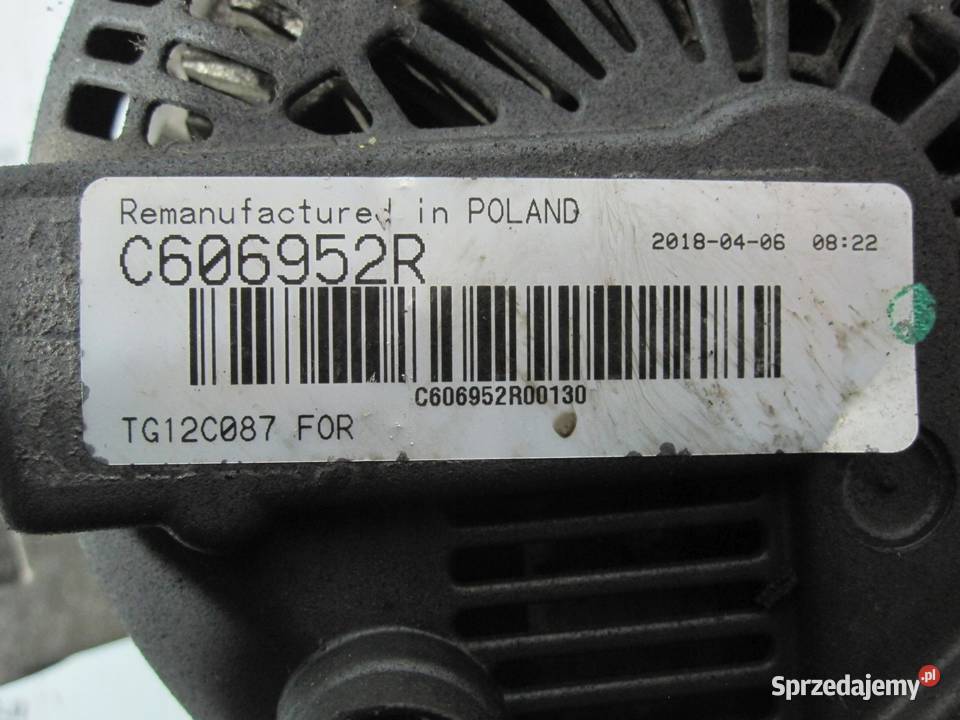 Remanufactured in POLAND
C606952R
2018-04-06 08:22
C606952R00130
TG12C087 FOR
Sprzedajemy.pl